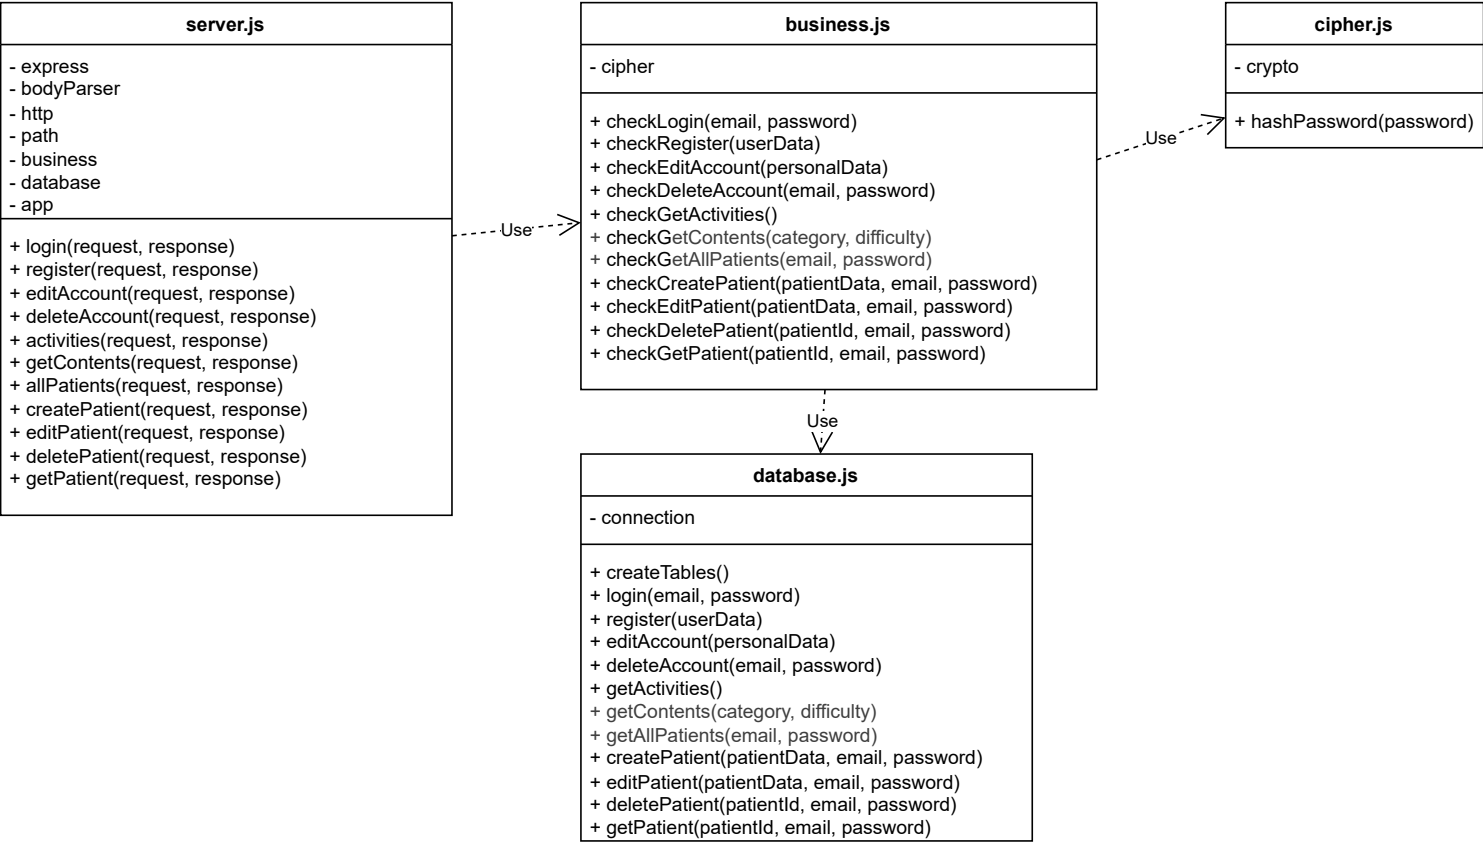 server.js
- express
- bodyParser
- http
- path
- business
- database
- app
+ login(request, response)
+ register(request, response)
+ editAccount(request, response)
+ deleteAccount(request, response)
+ activities(request, response)
+ getContents(request, response)
+ allPatients(request, response)
+ createPatient(request, response)
+ editPatient(request, response)
+ deletePatient(request, response)
+ getPatient(request, response)
Use
business.js
- cipher
+ checkLogin(email, password)
+ checkRegister(userData)
+ checkEditAccount(personalData)
+ checkDeleteAccount(email, password)
+ checkGetActivities()
+ checkGetContents(category, difficulty)
+ checkGetAllPatients(email, password)
+ checkCreatePatient(patientData, email, password)
+ checkEditPatient(patientData, email, password)
+ checkDeletePatient(patientId, email, password)
+ checkGetPatient(patientId, email, password)
Use
cipher.js
- crypto
+ hashPassword(password)
Use
database.js
- connection
+ createTables()
+ login(email, password)
+ register(userData)
+ editAccount(personalData)
+ deleteAccount(email, password)
+ getActivities()
+ getContents(category, difficulty)
+ getAllPatients(email, password)
+ createPatient(patientData, email, password)
+ editPatient(patientData, email, password)
+ deletePatient(patientId, email, password)
+ getPatient(patientId, email, password)